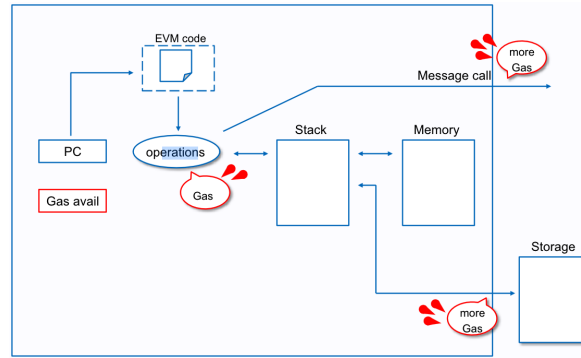 EVM code
more
Gas
Message call
Stack
Memory
PC
operations
Gas
Gas avail
Storage
more
Gas